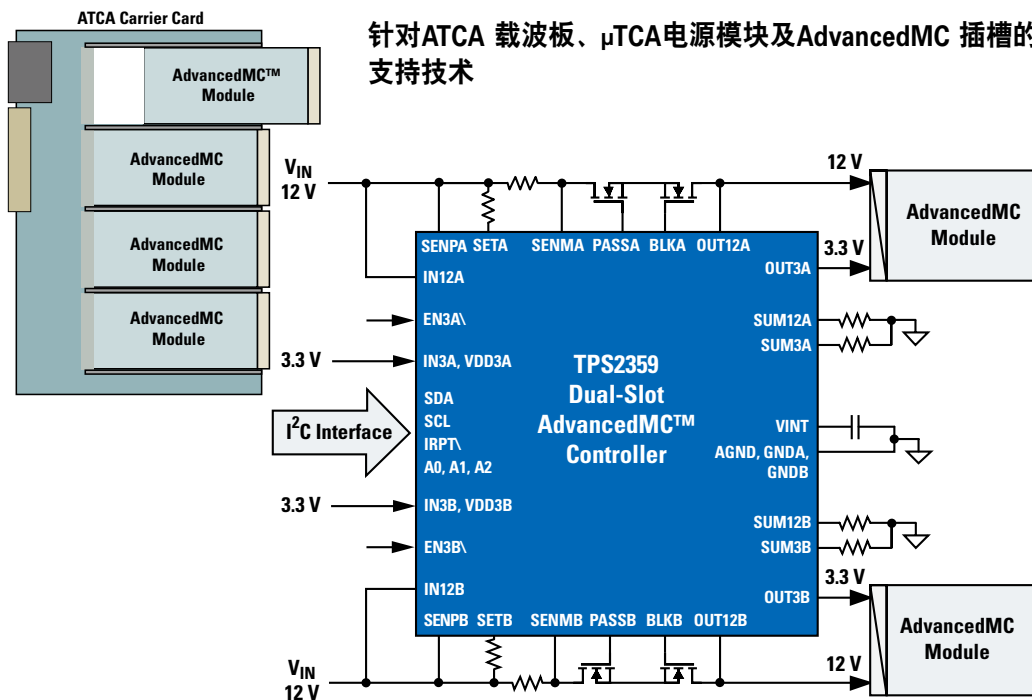 ATCA Carrier Card
针对ATCA 载波板、μTCA电源模块及AdvancedMC 插槽的
支持技术
AdvancedMC™
Module
AdvancedMC
Module
AdvancedMC
Module
AdvancedMC
Module
VIN
12 V
12 V
AdvancedMC
Module
3.3 V
SENPA SETA SENMA PASSA BLKA OUT12A
OUT3A
IN12A
EN3A\
SUM12A
SUM3A
3.3 V
IN3A, VDD3A
TPS2359
Dual-Slot
AdvancedMC™
Controller
I²C Interface
SDA
SCL
IRPT\
A0, A1, A2
VINT
AGND, GNDA,
GNDB
3.3 V
IN3B, VDD3B
SUM12B
SUM3B
EN3B\
IN12B
3.3 V
OUT3B
SENPB SETB SENMB PASSB BLKB OUT12B
AdvancedMC
Module
VIN
12 V
12 V